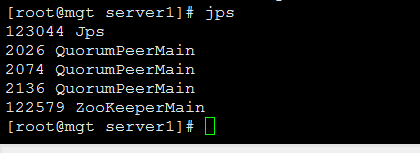 [root@mgt server1]# jps
123044 Jps
2026 QuorumPeerMain
2074 QuorumPeerMain
2136 QuorumPeerMain
122579 ZooKeeperMain
[root@mgt server1]#